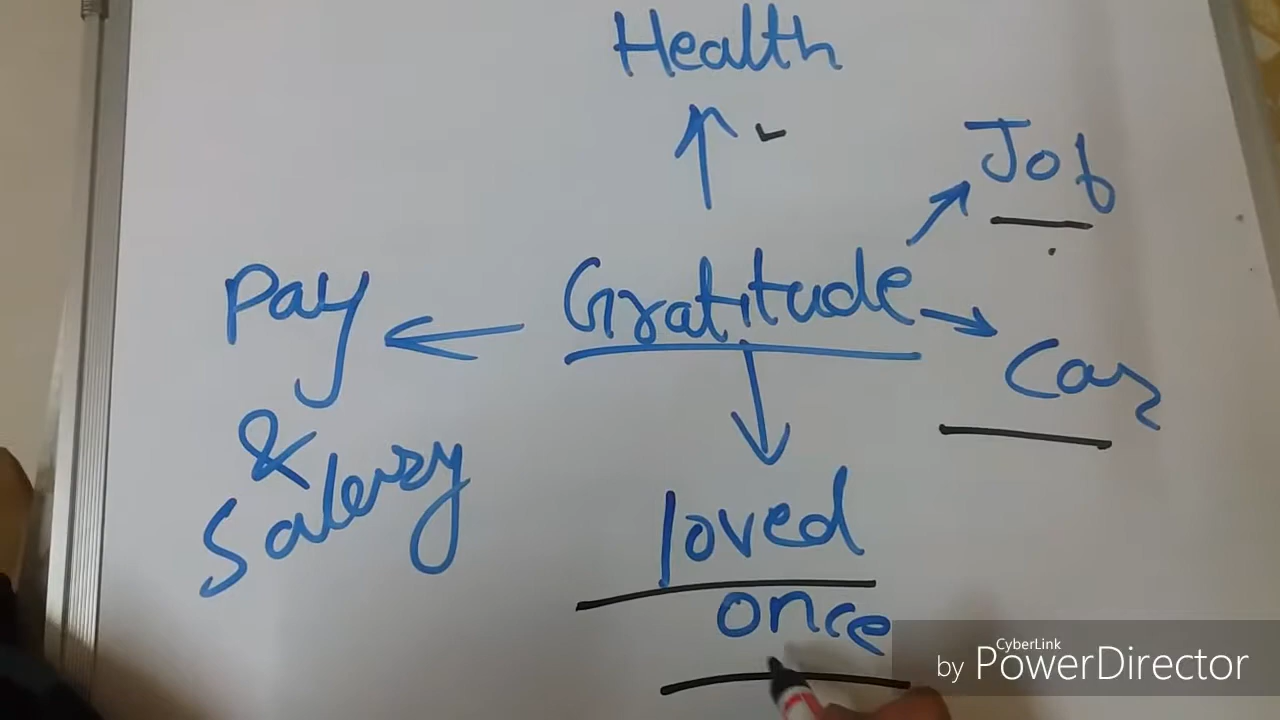 Health
Job
Gratitude
Pay
&
Salery
Car
loved
once
CyberLink
by PowerDirector